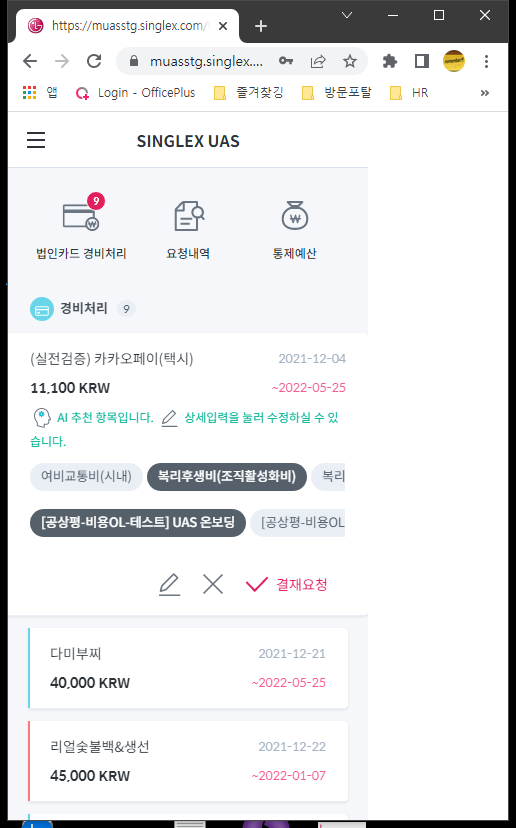 https://muasstg.singlex.com/
muasstg.singlex....
앱 Login - OfficePlus 즐겨찾깅 방문포탈 HR »
SINGLEX UAS
9
법인카드 경비처리 요청내역 통제예산
경비처리 9
(실전검증) 카카오페이(택시) 2021-12-04
11,100 KRW ~2022-05-25
AI 추천 항목입니다. 상세입력을 눌러 수정하실 수 있
습니다.
여비교통비(시내) 복리후생비(조직활성화비) 복리
[공상평-비용OL-테스트] UAS 온보딩 [공상평-비용OL
결재요청
다미부찌 2021-12-21
40,000 KRW ~2022-05-25
리얼숯불백&생선 2021-12-22
45,000 KRW ~2022-01-07